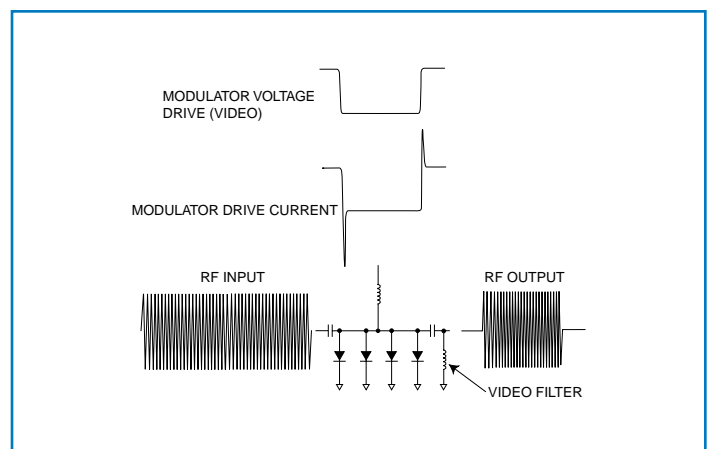 MODULATOR VOLTAGE
DRIVE (VIDEO)
MODULATOR DRIVE CURRENT
RF INPUT
RF OUTPUT
VIDEO FILTER